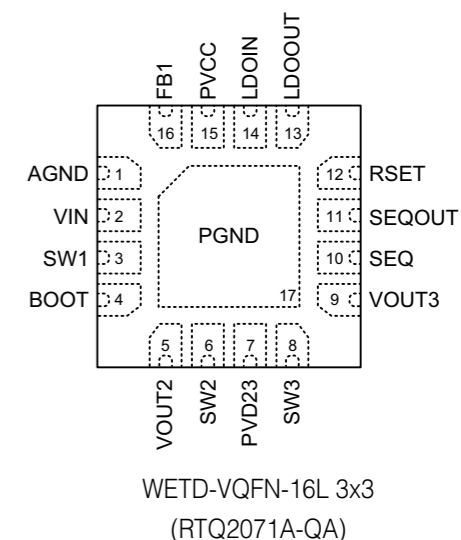 FB1
PVCC
LDOIN
LDOOUT
16
15
14
13
AGND 1
12 RSET
VIN 2
11 SEQOUT
SW1 3
PGND
10 SEQ
BOOT 4
17
9 VOUT3
5
6
7
8
VOUT2
SW2
PVD23
SW3
WETD-VQFN-16L 3x3
(RTQ2071A-QA)